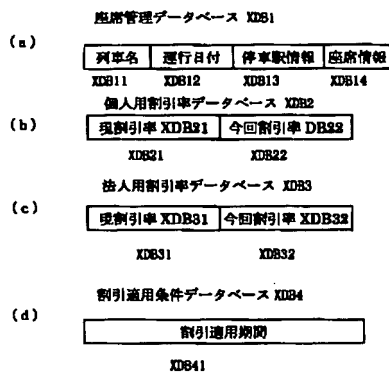 座席管理データベース XDB1
(a)
列車名 運行日付 停車駅情報 座席情報
XDB11 XDB12 XDB13 XDB14
個人用割引率データベース XDB2
(b)
現割引率 XDB21 今回割引率 DB22
XDB21 XDB22
法人用割引率データベース XDB3
(c)
現割引率 XDB31 今回割引率 XDB32
XDB31 XDB32
割引適用条件データベース XDB4
(d)
割引適用期間
XDB41